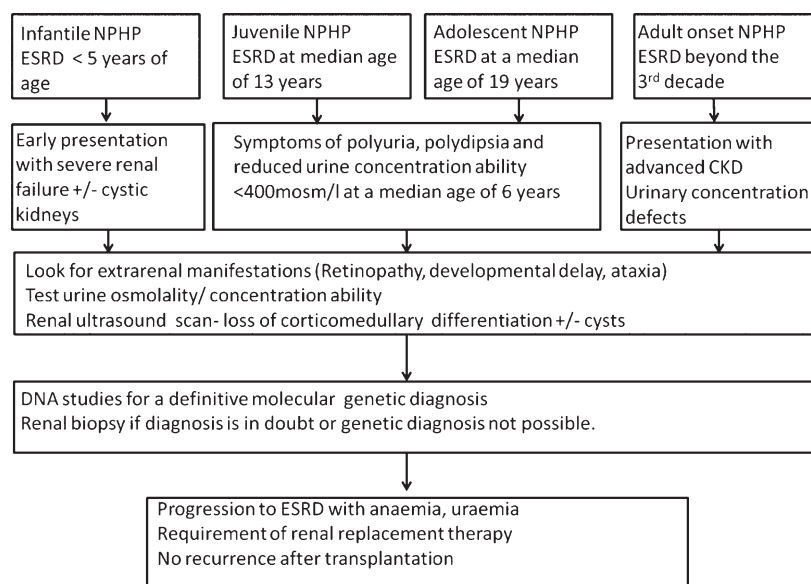 Infantile NPHP
ESRD < 5 years of
age
Juvenile NPHP
ESRD at median age
of 13 years
Adolescent NPHP
ESRD at a median
age of 19 years
Adult onset NPHP
ESRD beyond the
3rd decade
Early presentation
with severe renal
failure +/- cystic
kidneys
Symptoms of polyuria, polydipsia and
reduced urine concentration ability
<400mosm/l at a median age of 6 years
Presentation with
advanced CKD
Urinary concentration
defects
Look for extrarenal manifestations (Retinopathy, developmental delay, ataxia)
Test urine osmolality/ concentration ability
Renal ultrasound scan- loss of corticomedullary differentiation +/- cysts
DNA studies for a definitive molecular genetic diagnosis
Renal biopsy if diagnosis is in doubt or genetic diagnosis not possible.
Progression to ESRD with anaemia, uraemia
Requirement of renal replacement therapy
No recurrence after transplantation